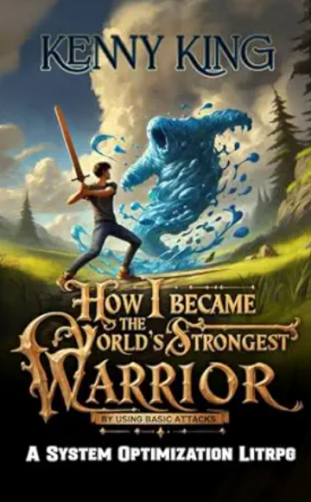 KENNY KING
HOW I BECAME
THE
WORLD'S STRONGEST
WARRIOR
BY USING BASIC ATTACKS
A SYSTEM OPTIMIZATION LITRPG